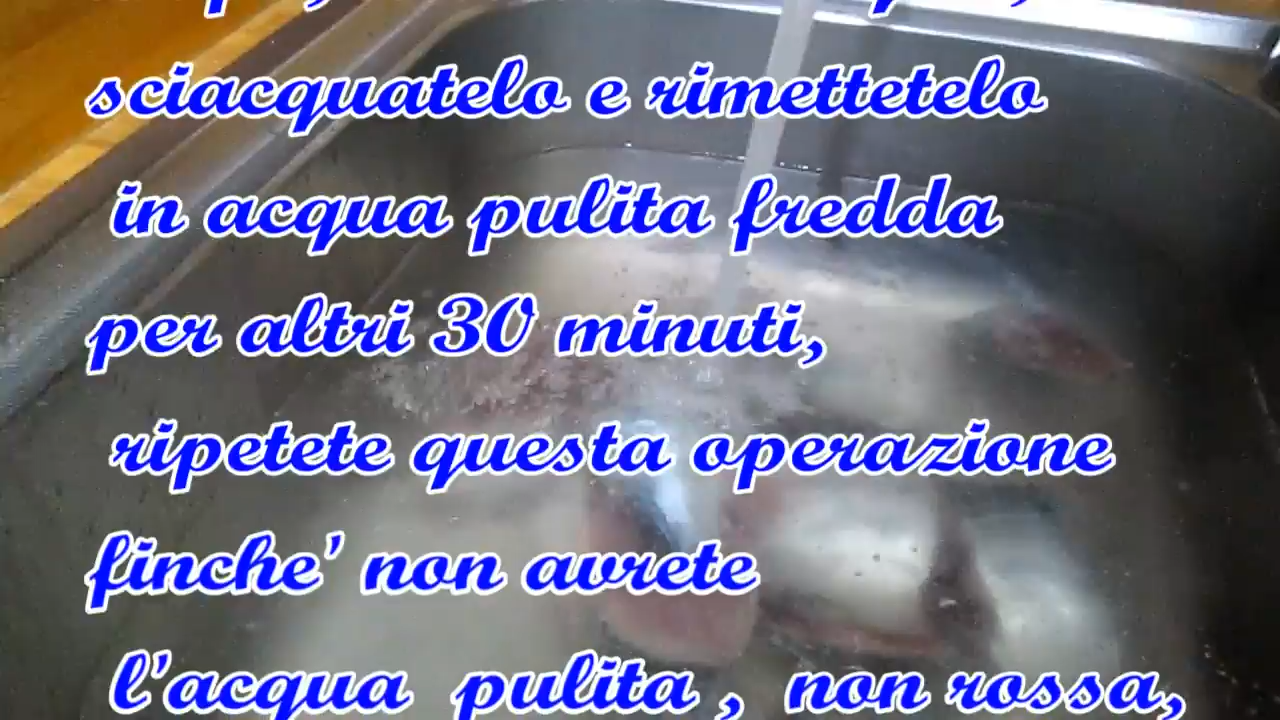 sciacquatelo e rimettetelo
in acqua pulita fredda
per altri 30 minuti,
ripetete questa operazione
finche' non avrete
l'acqua pulita , non rossa,